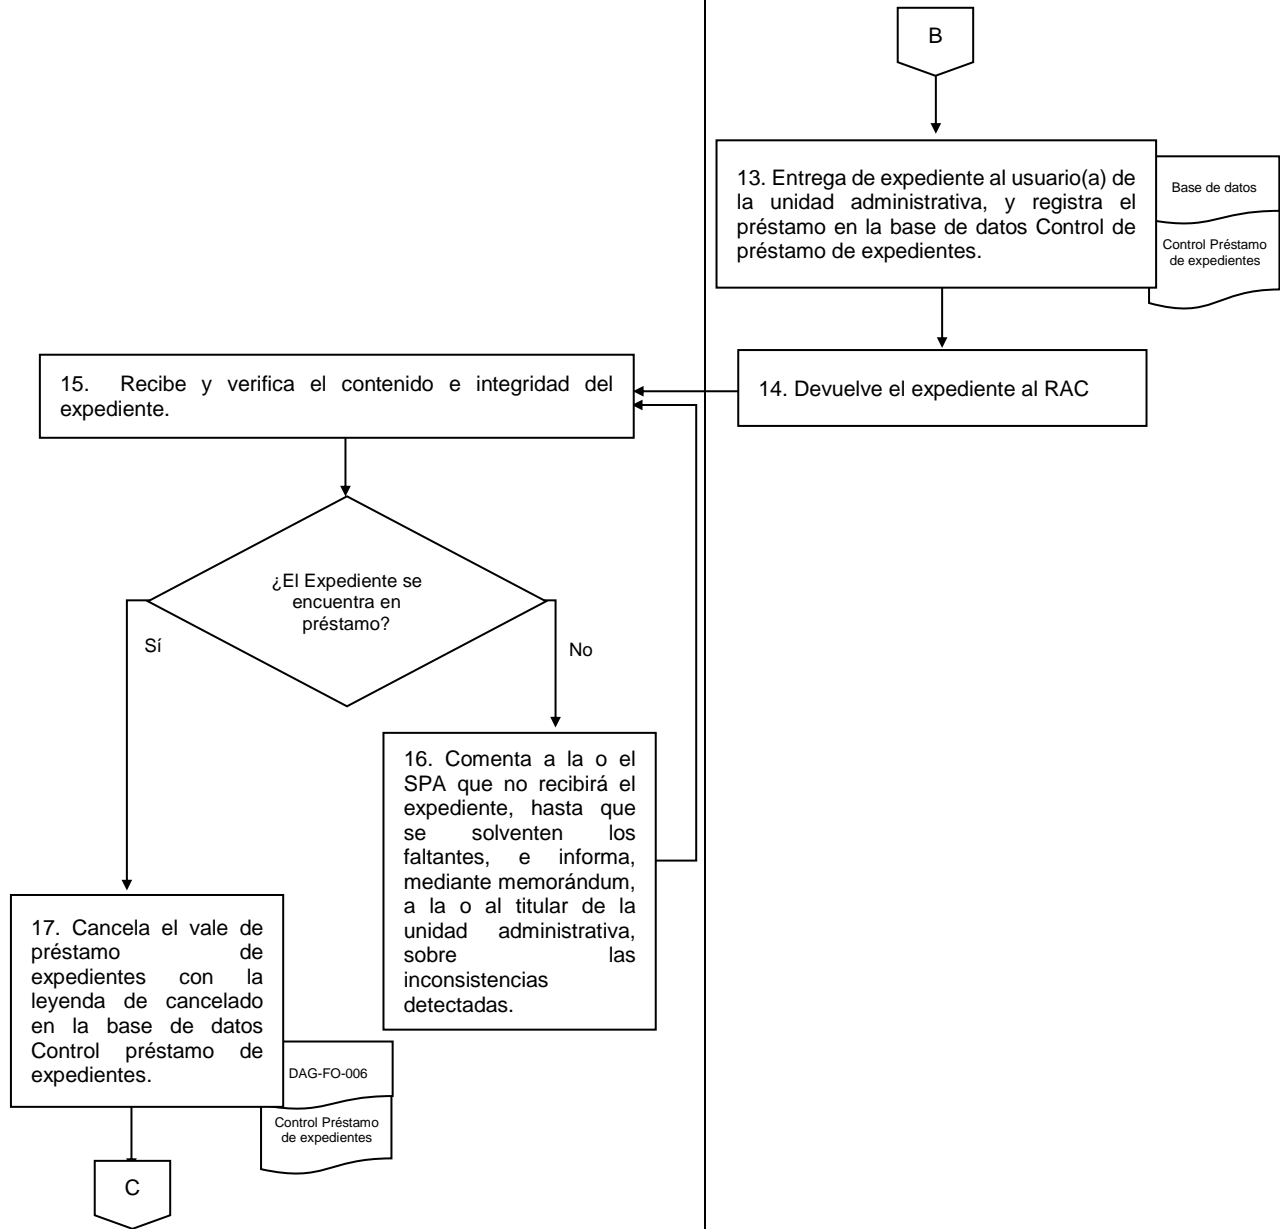 B
13. Entrega de expediente al usuario(a) de
la unidad administrativa, y registra el
préstamo en la base de datos Control de
préstamo de expedientes.
Base de datos
Control Préstamo
de expedientes
14. Devuelve el expediente al RAC
15. Recibe y verifica el contenido e integridad del
expediente.
¿El Expediente se
encuentra en
préstamo?
Sí
No
16. Comenta a la o el
SPA que no recibirá el
expediente, hasta que
se solventen los
faltantes, e informa,
mediante memorándum,
a la o al titular de la
unidad administrativa,
sobre las
inconsistencias
detectadas.
17. Cancela el vale de
préstamo de
expedientes con la
leyenda de cancelado
en la base de datos
Control préstamo de
expedientes.
DAG-FO-006
Control Préstamo
de expedientes
C